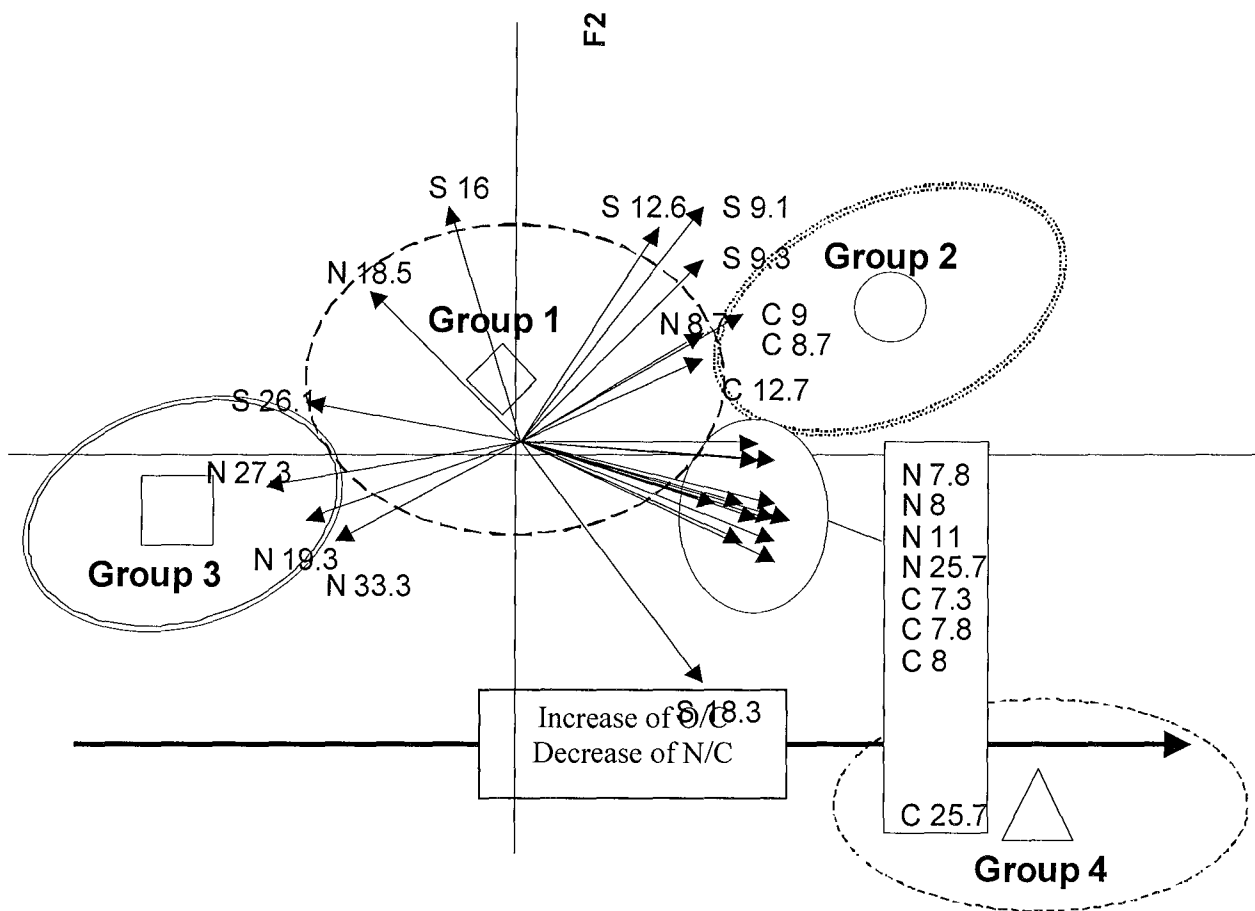 F2
S 16
S 12.6
S 9.1
S 9.3
Group 2
N 18.5
Group 1
N 8.7
C 9
C 8.7
C 12.7
S 26.1
N 27.3
N 7.8
N 8
N 11
N 25.7
C 7.3
C 7.8
C 8
C 25.7
N 19.3
N 33.3
Group 3
S 18.3
Increase of O/C
Decrease of N/C
Group 4